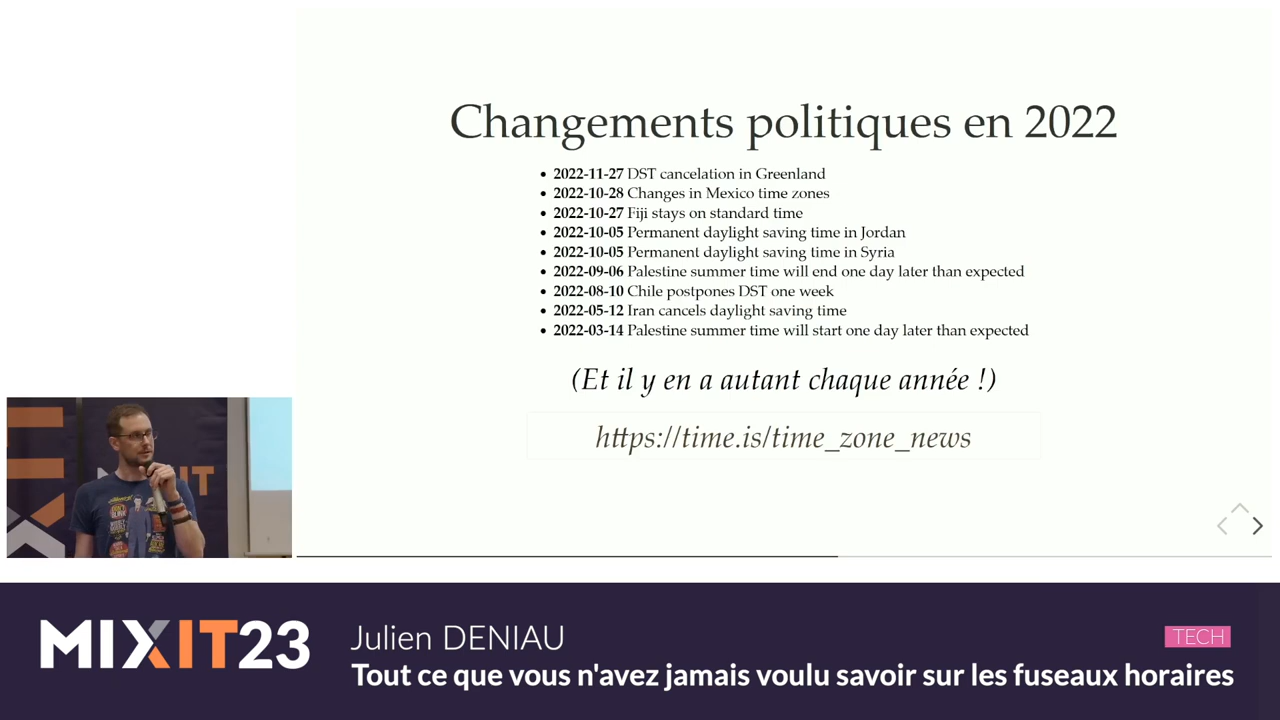 Changements politiques en 2022
• 2022-11-27 DST cancelation in Greenland
• 2022-10-28 Changes in Mexico time zones
• 2022-10-27 Fiji stays on standard time
• 2022-10-05 Permanent daylight saving time in Jordan
• 2022-10-05 Permanent daylight saving time in Syria
• 2022-09-06 Palestine summer time will end one day later than expected
• 2022-08-10 Chile postpones DST one week
• 2022-05-12 Iran cancels daylight saving time
• 2022-03-14 Palestine summer time will start one day later than expected
(Et il y en a autant chaque année !)
https://time.is/time_zone_news
MIXIT23
Julien DENIAU
TECH
Tout ce que vous n'avez jamais voulu savoir sur les fuseaux horaires